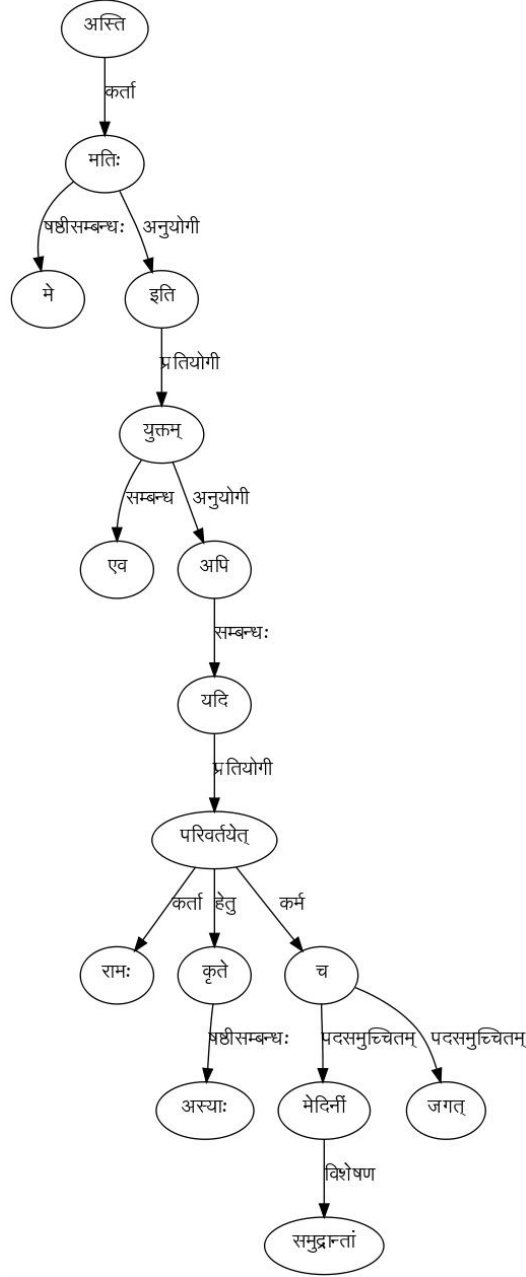 अस्ति
कर्ता
मतिः
षष्ठीसम्बन्धः अनुयोगी
मे इति
प्रतियोगी
युक्तम्
सम्बन्ध अनुयोगी
एव अपि
सम्बन्धः
यदि
प्रतियोगी
परिवर्तयेत्
कर्ता हेतु कर्म
रामः कृते च
षष्ठीसम्बन्धः पदसमुच्चितम् पदसमुच्चितम्
अस्याः मेदिनीं जगत्
विशेषण
समुद्रान्तां